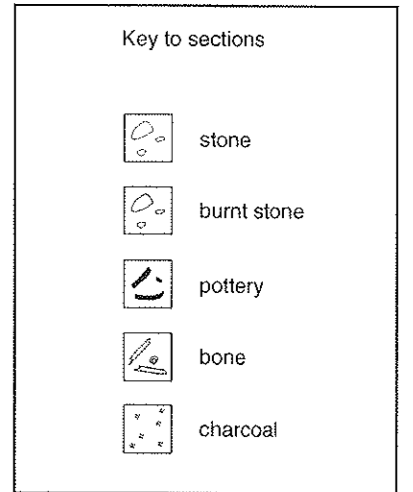 Key to sections
stone
burnt stone
pottery
bone
charcoal